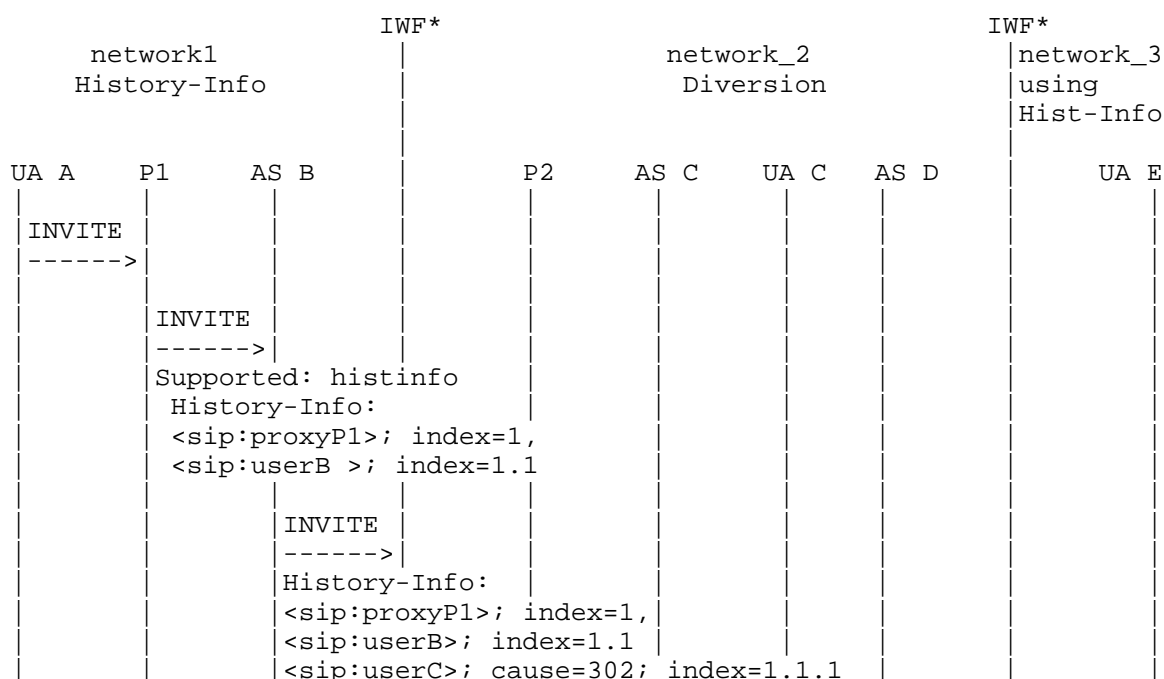 IWF* IWF*
network1 network_2 network_3
History-Info Diversion using
Hist-Info
UA A P1 AS B P2 AS C UA C AS D UA E
INVITE
------>
INVITE
------>
Supported: histinfo
History-Info:
<sip:proxyP1>; index=1,
<sip:userB >; index=1.1
INVITE
------>
History-Info:
<sip:proxyP1>; index=1,
<sip:userB>; index=1.1
<sip:userC>; cause=302; index=1.1.1